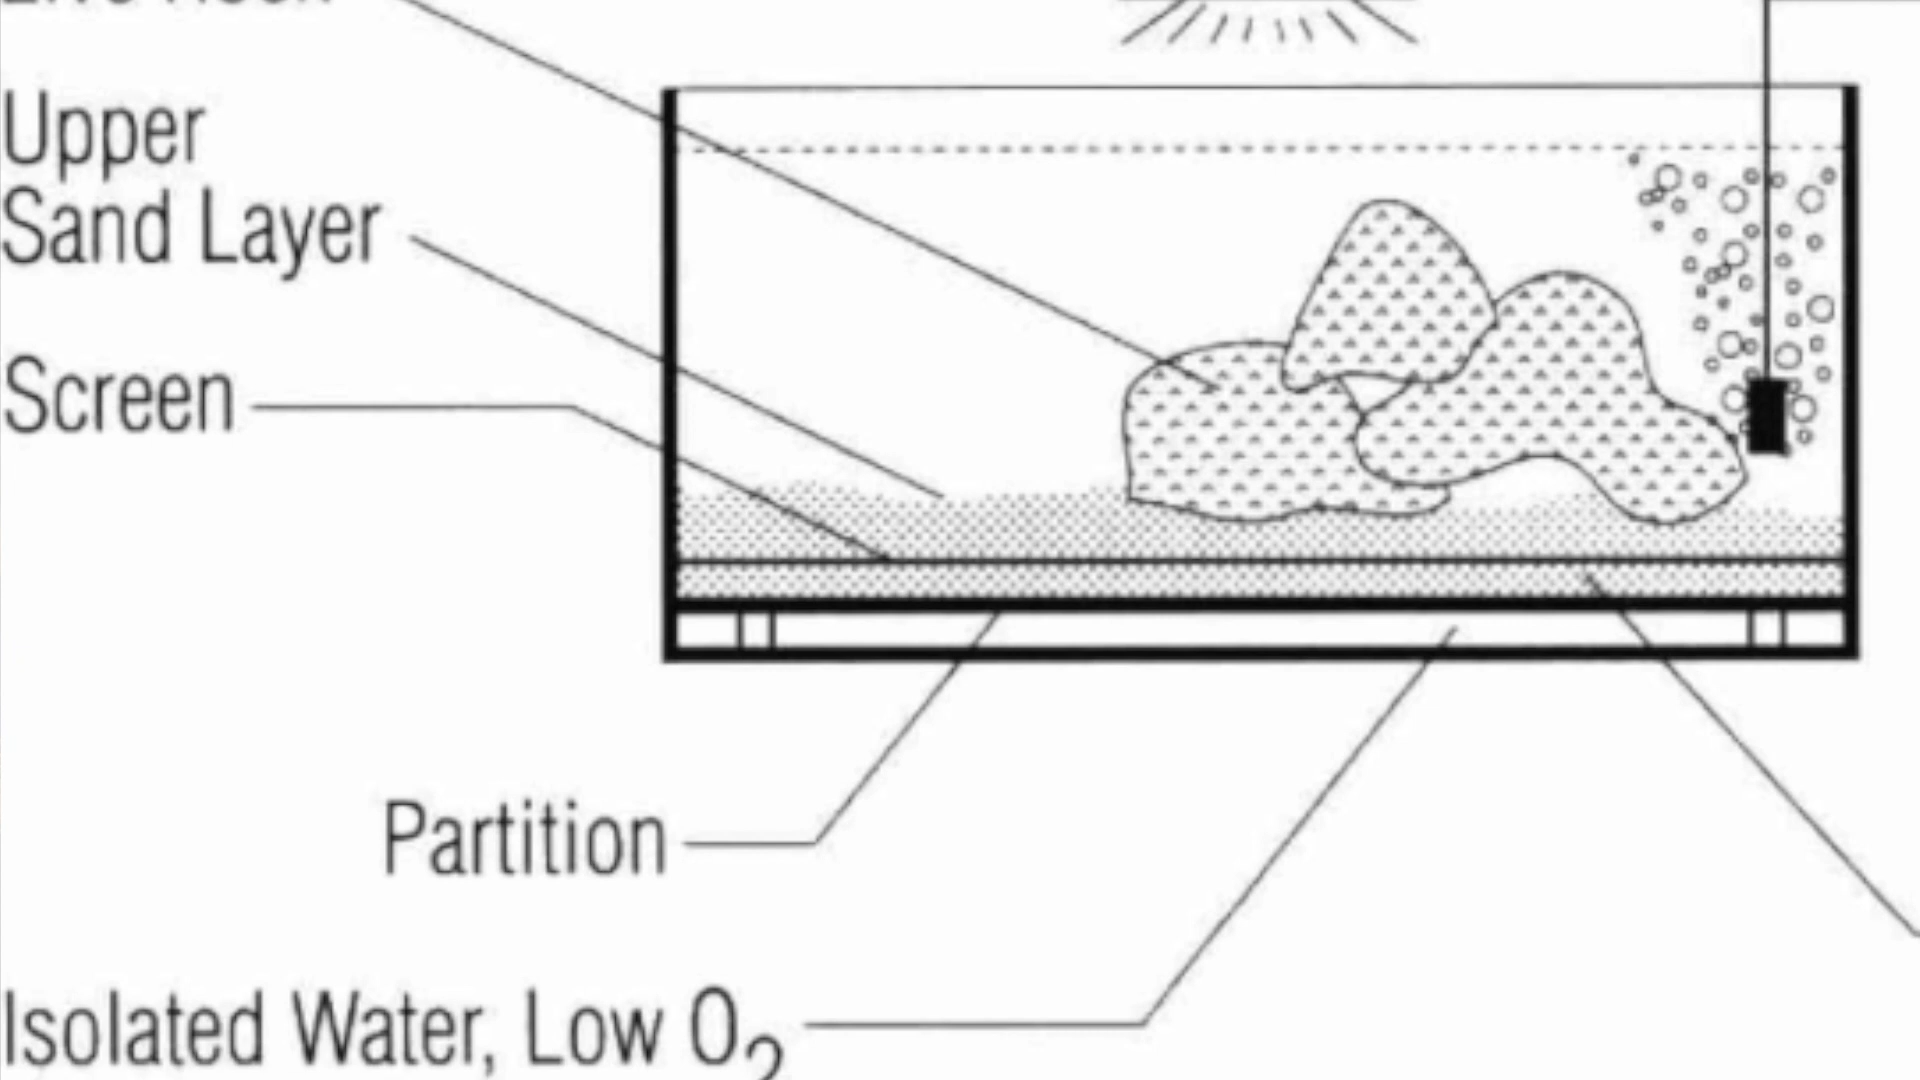 Upper
Sand Layer
Screen
Partition
Isolated Water, Low O₂